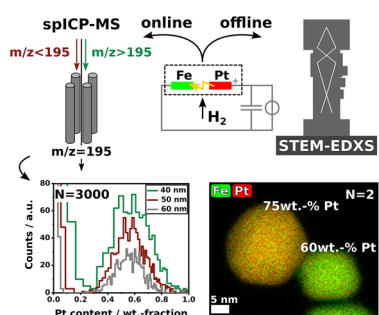 spICP-MS
online
offline
m/z<195
m/z>195
Fe
Pt
+
H2
m/z=195
STEM-EDXS
N=3000
40 nm
50 nm
60 nm
Counts / a.u.
80
60
40
20
0
0.0 0.2 0.4 0.6 0.8 1.0
Pt content / wt.-fraction
Fe Pt
N=2
75wt.-% Pt
60wt.-% Pt
5 nm